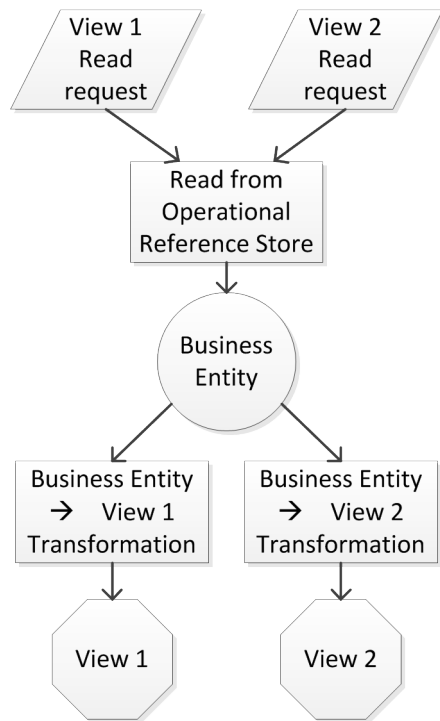 View 1
Read
request
View 2
Read
request
Read from
Operational
Reference Store
Business
Entity
Business Entity
→ View 1
Transformation
Business Entity
→ View 2
Transformation
View 1
View 2